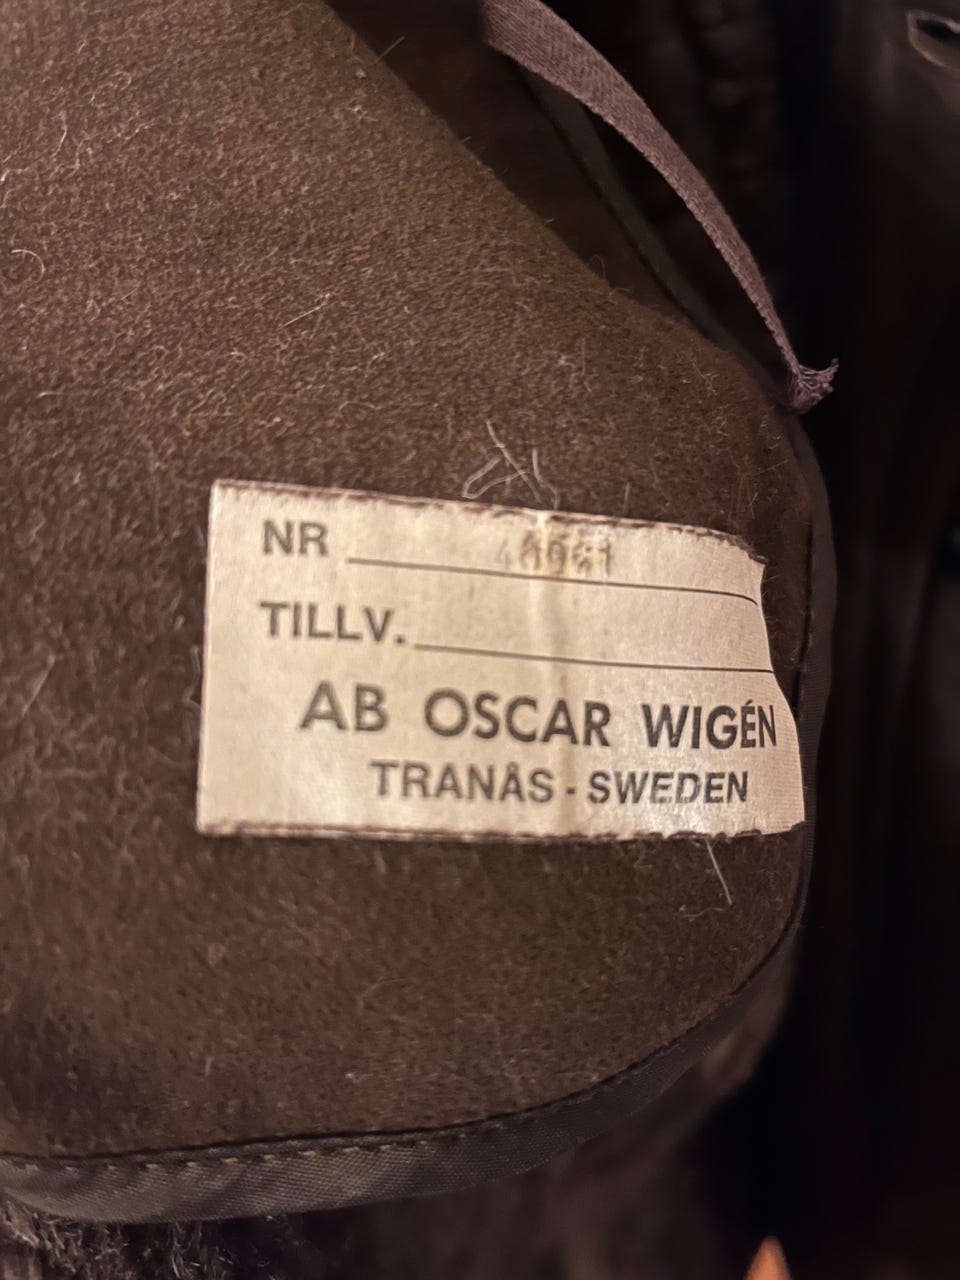 NR
TILLV.
AB OSCAR WIGÉN
TRANÅS - SWEDEN